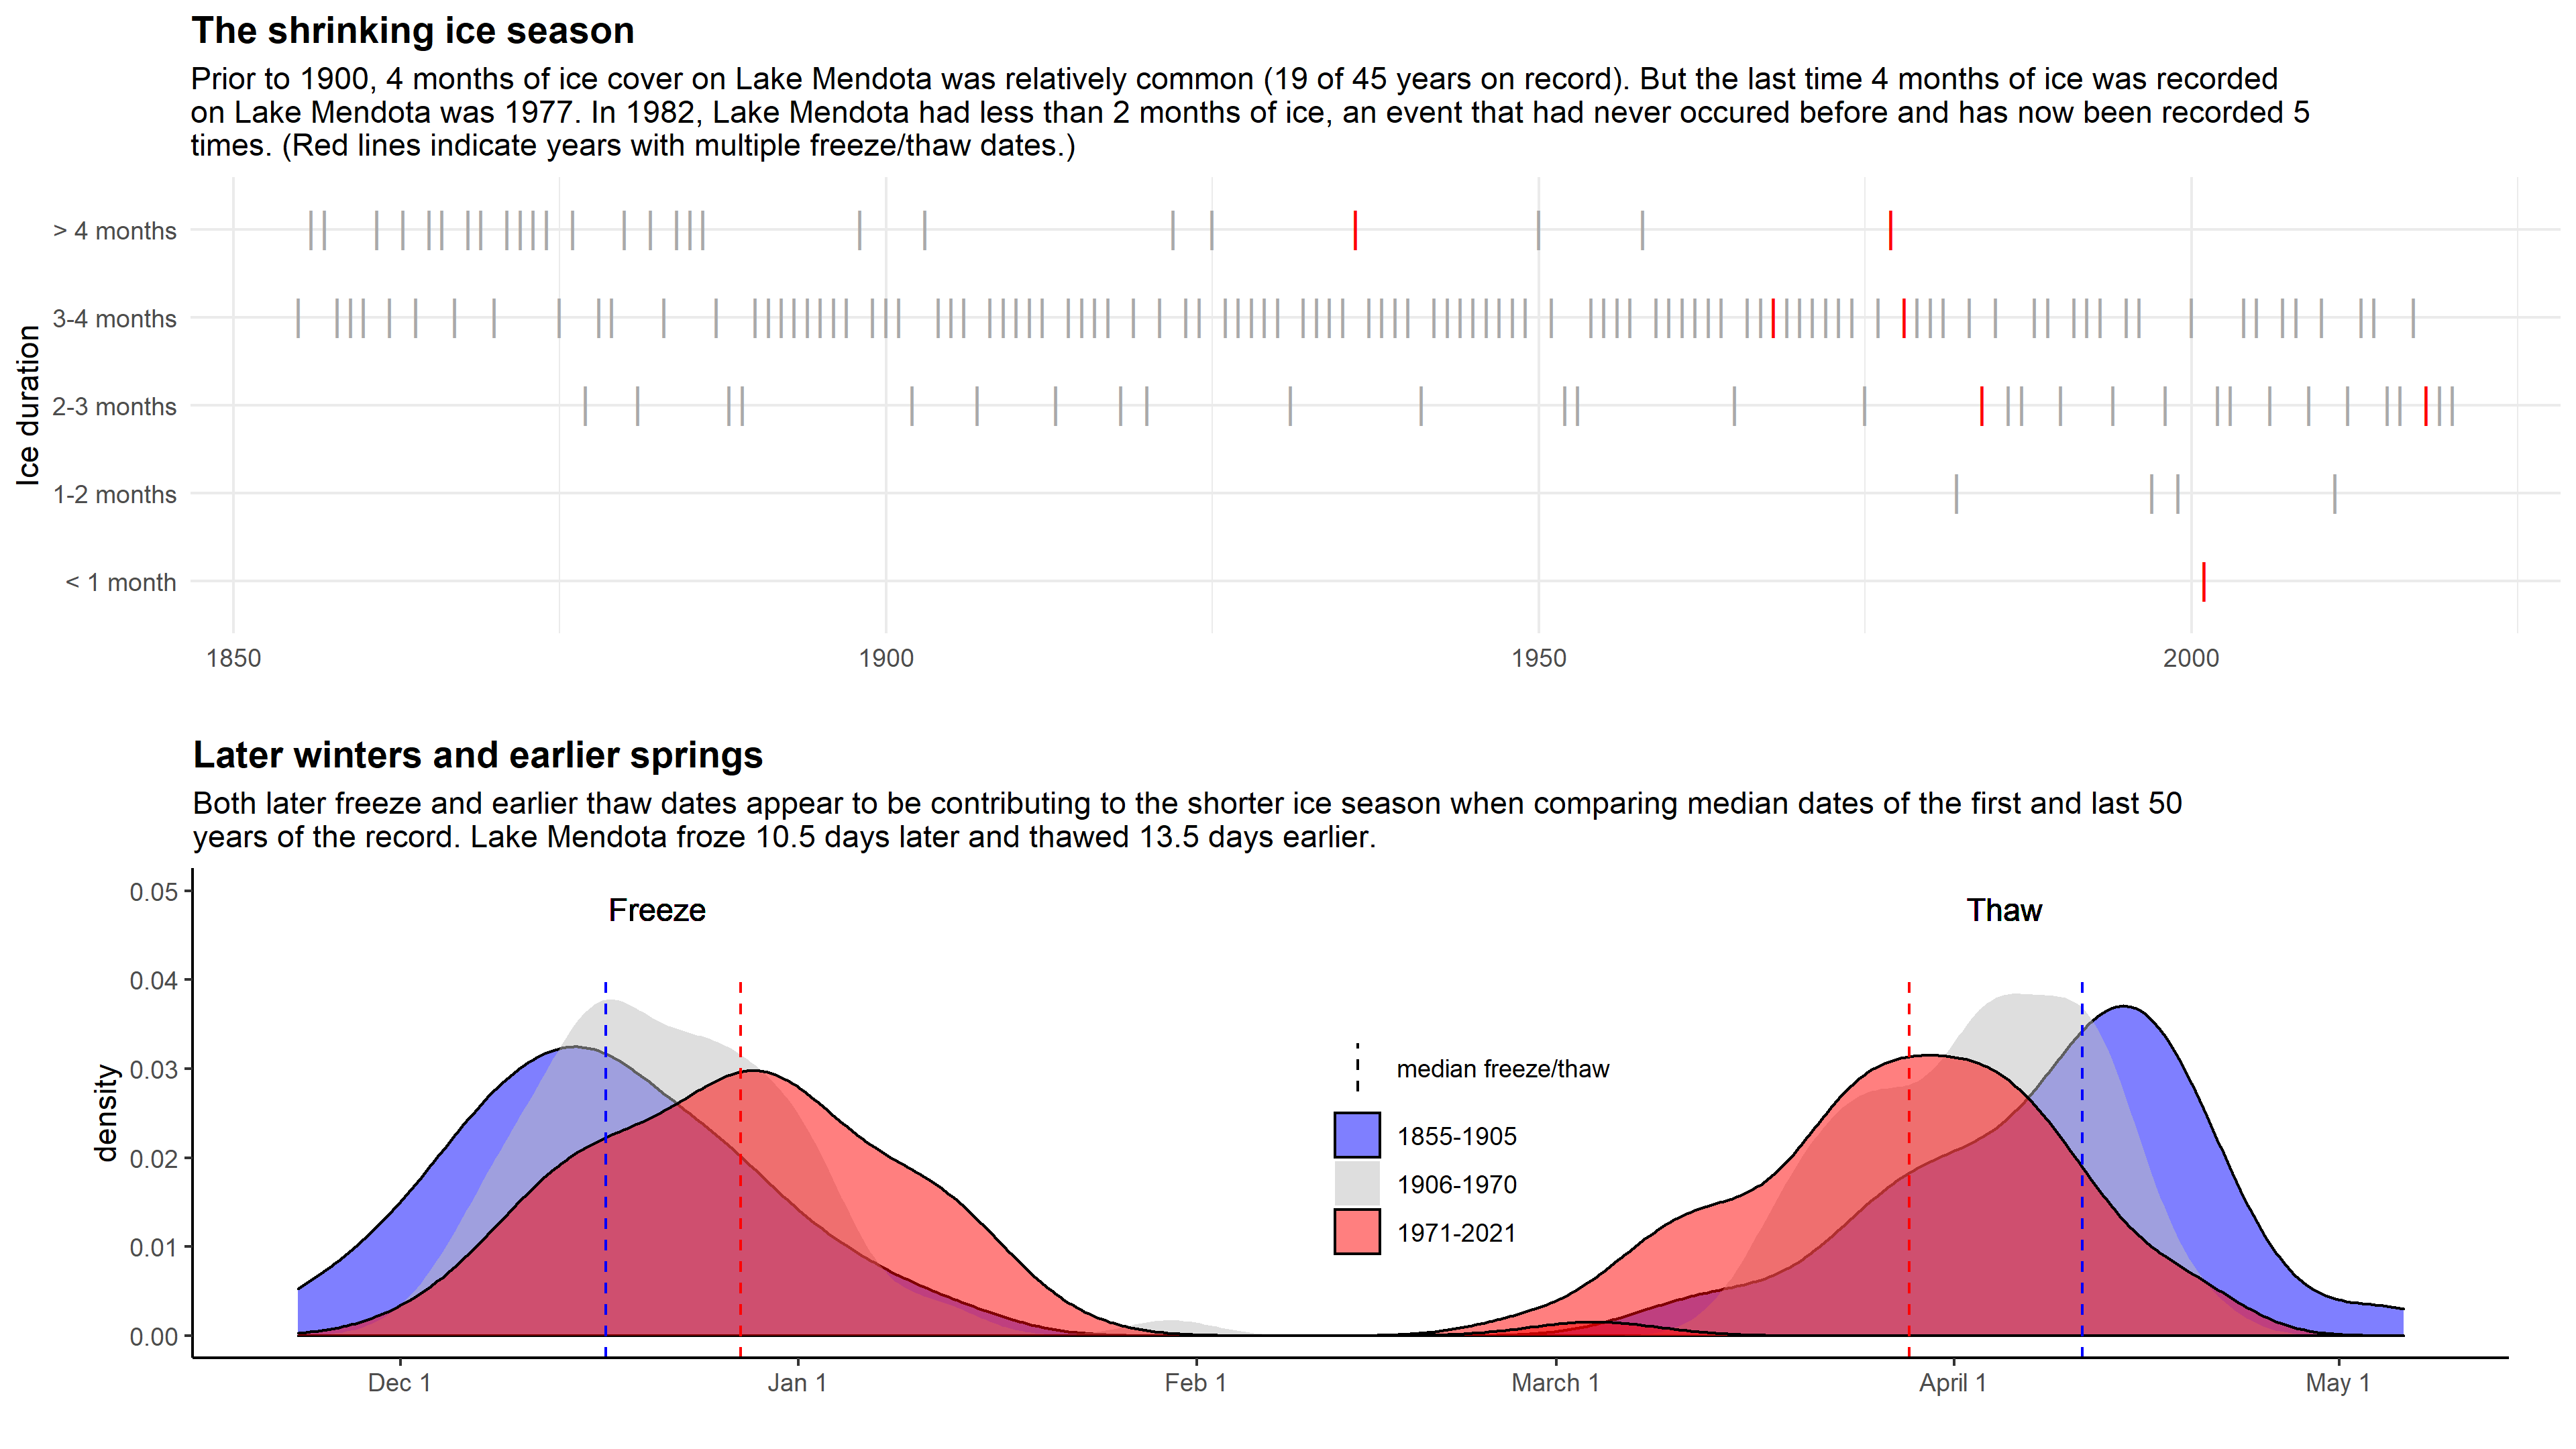 The shrinking ice season
Prior to 1900, 4 months of ice cover on Lake Mendota was relatively common (19 of 45 years on record). But the last time 4 months of ice was recorded
on Lake Mendota was 1977. In 1982, Lake Mendota had less than 2 months of ice, an event that had never occured before and has now been recorded 5
times. (Red lines indicate years with multiple freeze/thaw dates.)
Ice duration
> 4 months
3-4 months
2-3 months
1-2 months
< 1 month
1850 1900 1950 2000
Later winters and earlier springs
Both later freeze and earlier thaw dates appear to be contributing to the shorter ice season when comparing median dates of the first and last 50
years of the record. Lake Mendota froze 10.5 days later and thawed 13.5 days earlier.
density
0.05
0.04
0.03
0.02
0.01
0.00
Freeze
Thaw
median freeze/thaw
1855-1905
1906-1970
1971-2021
Dec 1 Jan 1 Feb 1 March 1 April 1 May 1